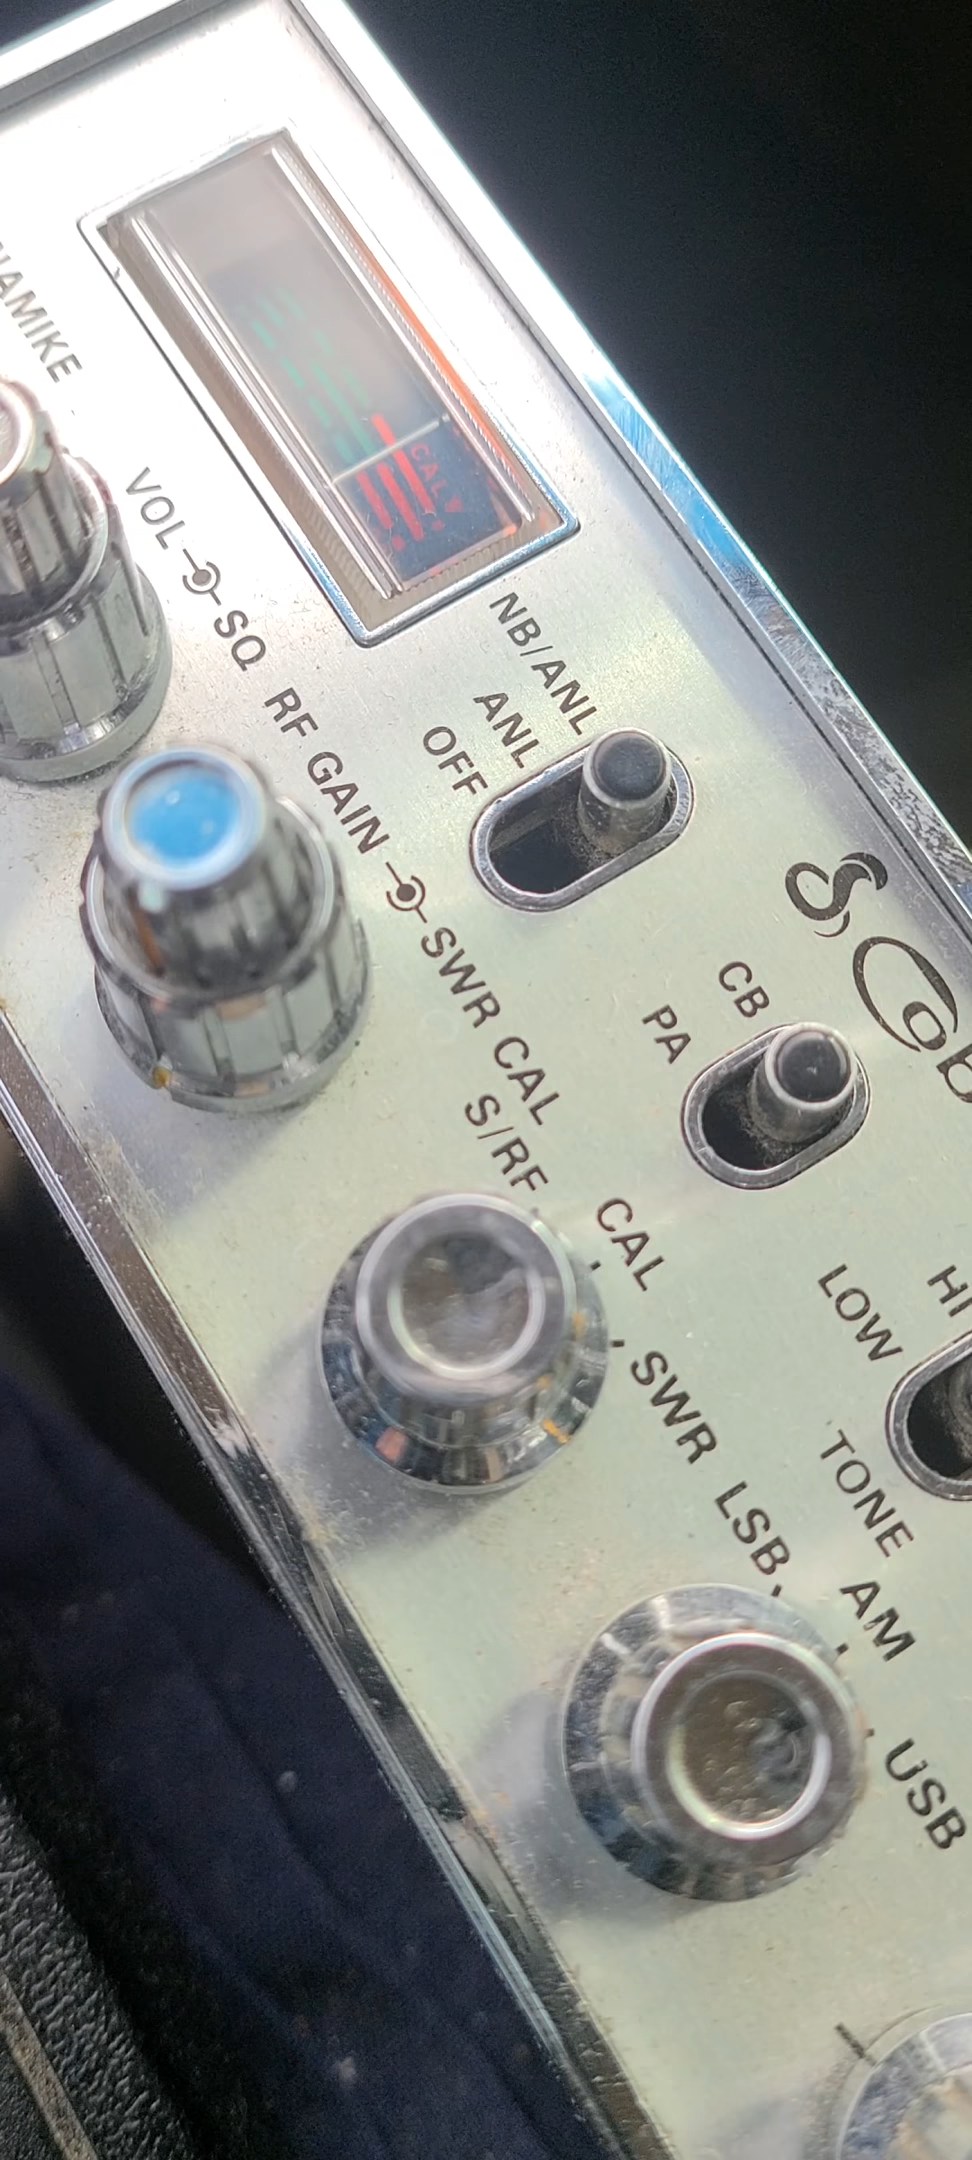 CAL
VOL SQ
RF GAIN SWR CAL
NB/ANL
ANL
OFF
CB
PA
S/RF
CAL
SWR
HI
LOW
TONE
LSB
AM
USB